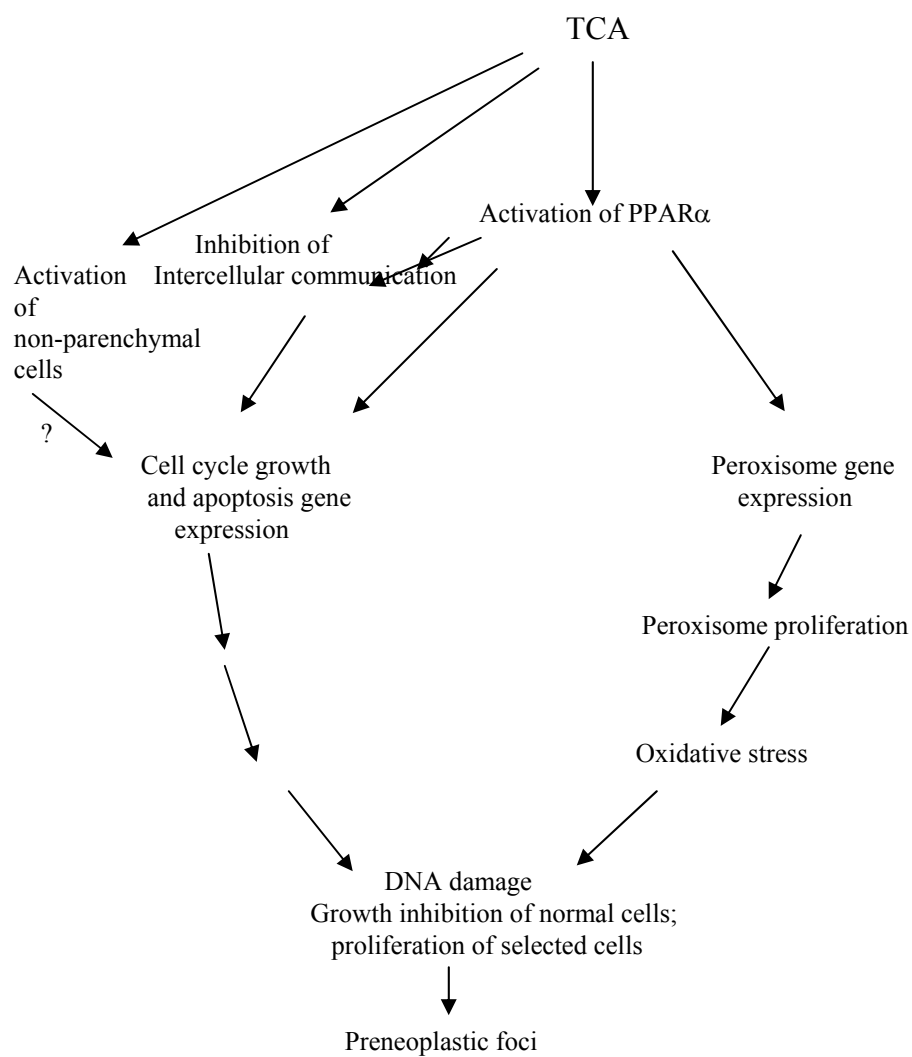 TCA
Activation of PPARα
Inhibition of
Intercellular communication
Activation
of
non-parenchymal
cells
?
Cell cycle growth
and apoptosis gene
expression
Peroxisome gene
expression
Peroxisome proliferation
Oxidative stress
DNA damage
Growth inhibition of normal cells;
proliferation of selected cells
Preneoplastic foci